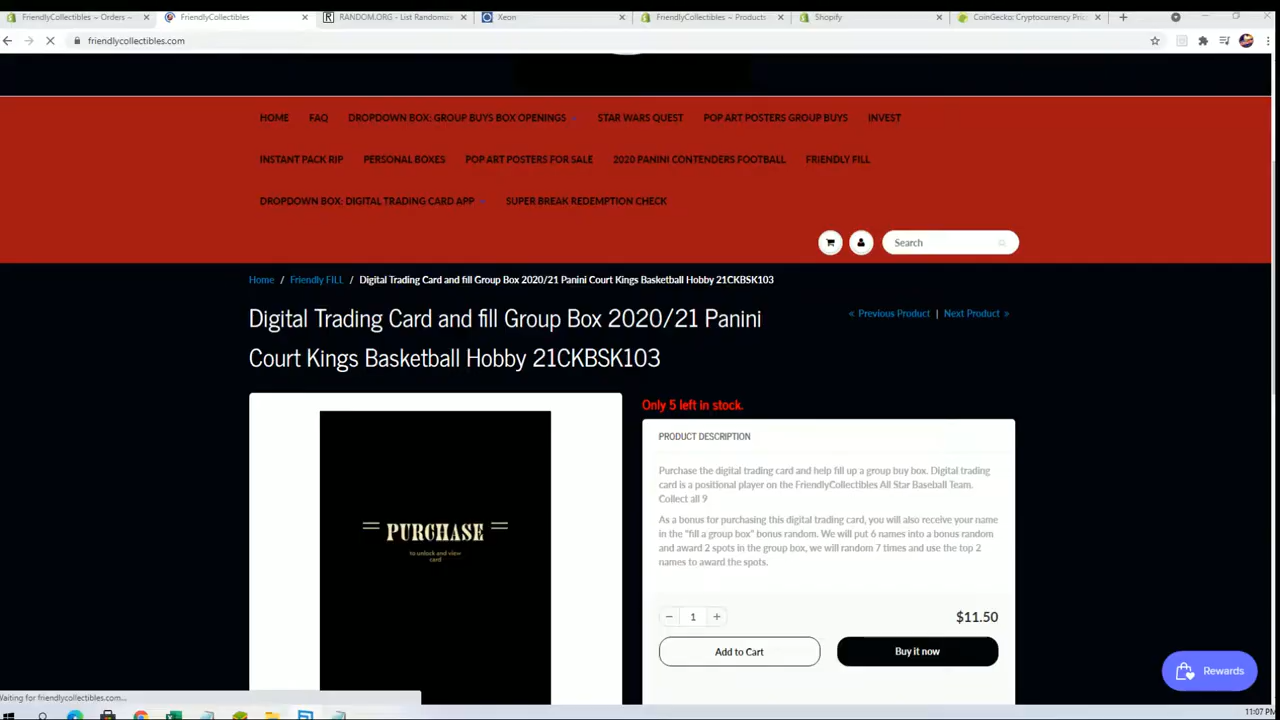 FriendlyCollectibles ~ Orders ~
FriendlyCollectibles
RANDOM.ORG - List Randomiz
Xeon
FriendlyCollectibles ~ Products
Shopify
CoinGecko: Cryptocurrency Pric
friendlycollectibles.com
HOME FAQ DROPDOWN BOX: GROUP BUYS BOX OPENINGS STAR WARS QUEST POP ART POSTERS GROUP BUYS INVEST
INSTANT PACK RIP PERSONAL BOXES POP ART POSTERS FOR SALE 2020 PANINI CONTENDERS FOOTBALL FRIENDLY FILL
DROPDOWN BOX: DIGITAL TRADING CARD APP SUPER BREAK REDEMPTION CHECK
Search
Home / Friendly FILL / Digital Trading Card and fill Group Box 2020/21 Panini Court Kings Basketball Hobby 21CKBSK103
Digital Trading Card and fill Group Box 2020/21 Panini
Court Kings Basketball Hobby 21CKBSK103
« Previous Product | Next Product »
Only 5 left in stock.
PRODUCT DESCRIPTION
Purchase the digital trading card and help fill up a group buy box. Digital trading
card is a positional player on the FriendlyCollectibles All Star Baseball Team.
Collect all 9
As a bonus for purchasing this digital trading card, you will also receive your name
in the "fill a group box" bonus random. We will put 6 names into a bonus random
and award 2 spots in the group box, we will random 7 times and use the top 2
names to award the spots.
PURCHASE
to unlock and view
card
− 1 +
$11.50
Add to Cart
Buy it now
Rewards
Waiting for friendlycollectibles.com...
11:07 PM